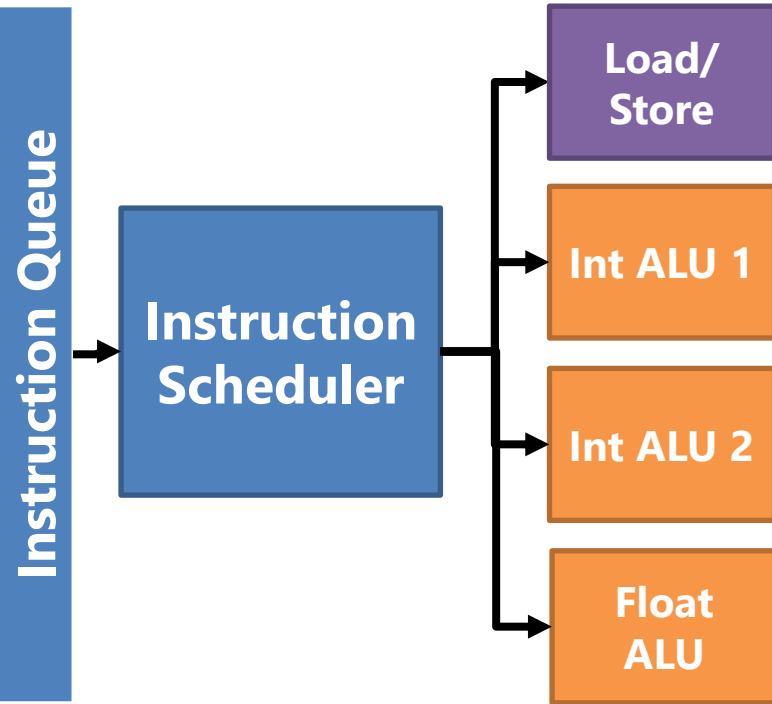 Instruction Queue
Instruction
Scheduler
Load/
Store
Int ALU 1
Int ALU 2
Float
ALU